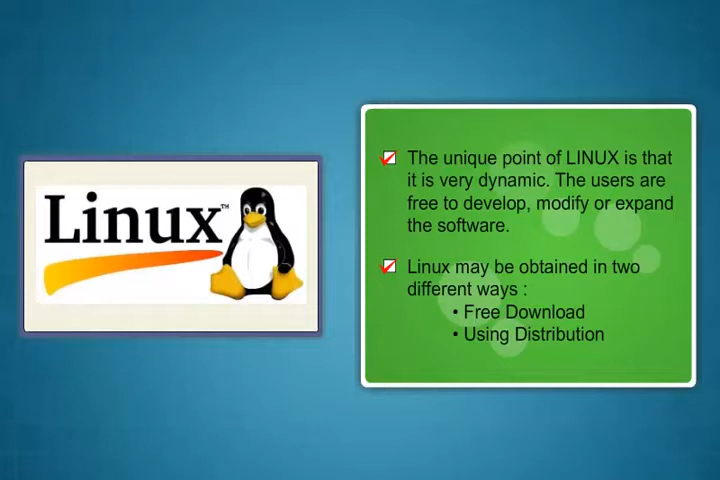 Linux™
The unique point of LINUX is that
it is very dynamic. The users are
free to develop, modify or expand
the software.
Linux may be obtained in two
different ways :
• Free Download
• Using Distribution